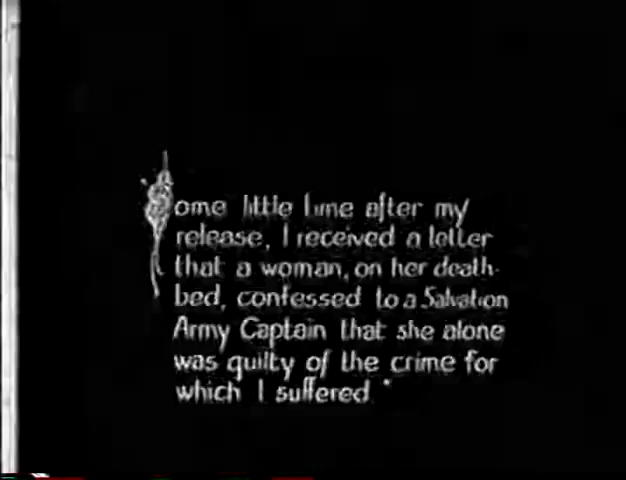 Some little time after my
release, I received a letter
that a woman, on her death-
bed, confessed to a Salvation
Army Captain that she alone
was guilty of the crime for
which I suffered."